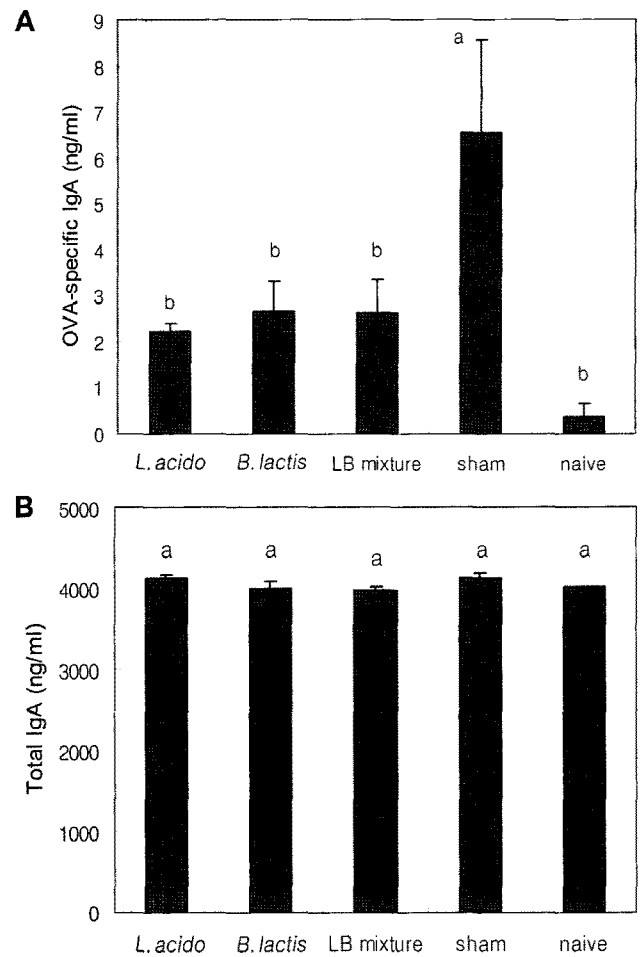 A
9
8
7
6
5
4
3
2
1
0
OVA-specific IgA (ng/ml)
b
b
b
a
b
L. acido
B. lactis
LB mixture
sham
naive
B
5000
4000
3000
2000
1000
0
Total IgA (ng/ml)
a
a
a
a
a
L. acido
B. lactis
LB mixture
sham
naive